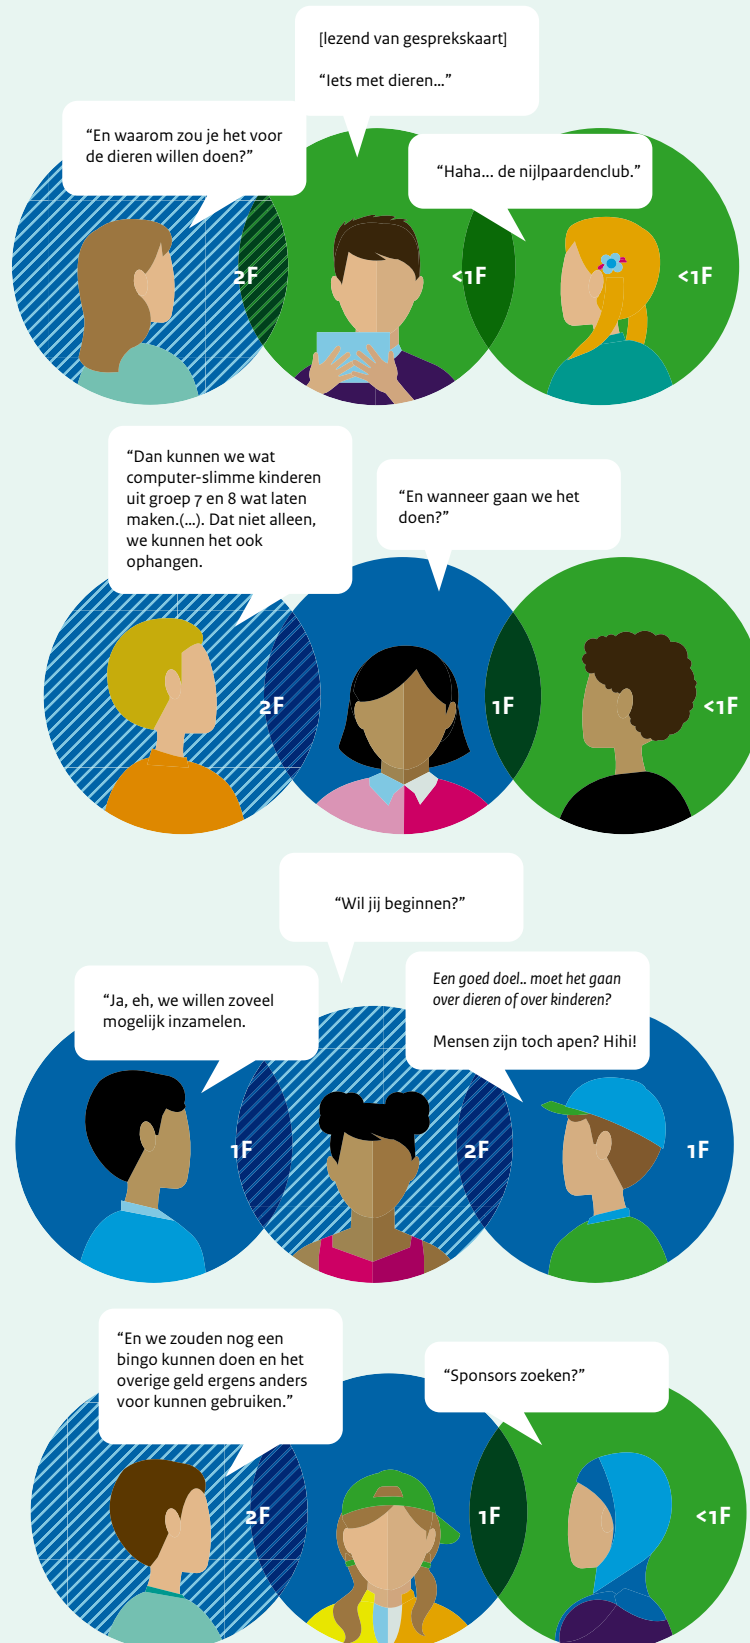 [lezend van gesprekskaart]
“Iets met dieren...”
“En waarom zou je het voor
de dieren willen doen?”
“Haha... de nijlpaardenclub.”
2F
<1F
<1F
“Dan kunnen we wat
computer-slimme kinderen
uit groep 7 en 8 wat laten
maken.(...). Dat niet alleen,
we kunnen het ook
ophangen.
“En wanneer gaan we het
doen?”
2F
1F
<1F
“Wil jij beginnen?”
“Ja, eh, we willen zoveel
mogelijk inzamelen.
Een goed doel.. moet het gaan
over dieren of over kinderen?
Mensen zijn toch apen? Hihi!
1F
2F
1F
“En we zouden nog een
bingo kunnen doen en het
overige geld ergens anders
voor kunnen gebruiken.”
“Sponsors zoeken?”
2F
1F
<1F